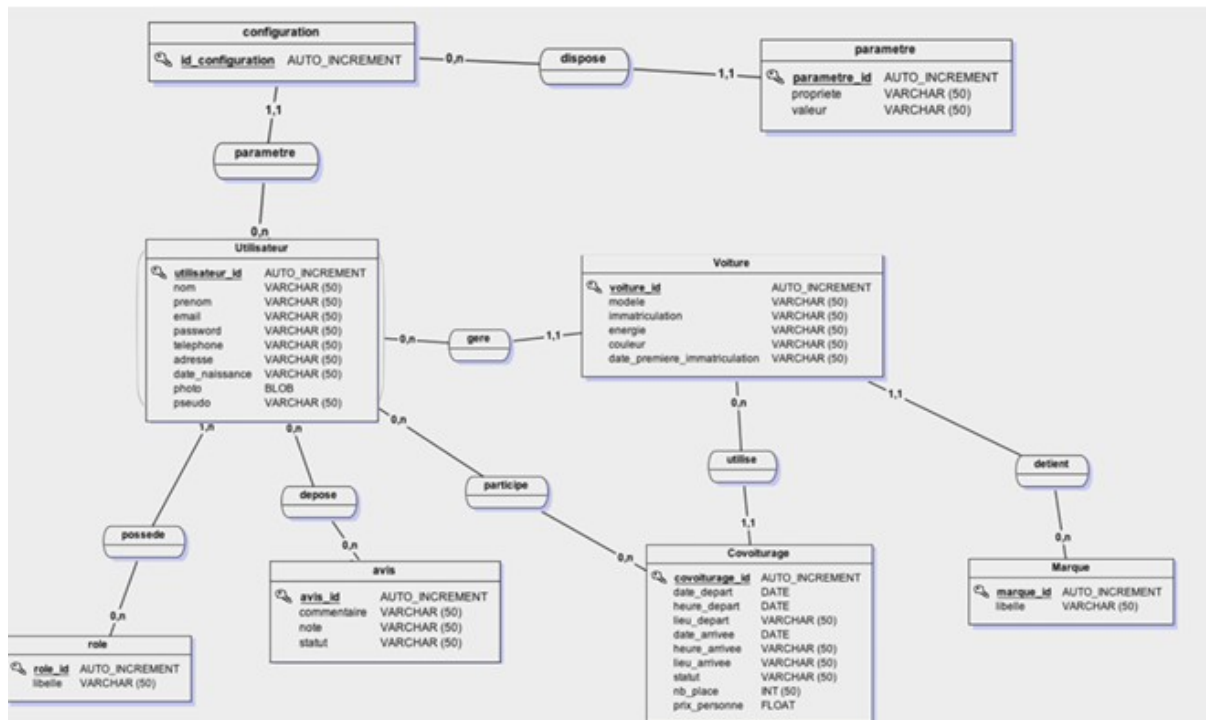 configuration
id_configuration AUTO_INCREMENT
0,n
dispose
1,1
parametre
parametre_id AUTO_INCREMENT
propriete VARCHAR (50)
valeur VARCHAR (50)
1,1
parametre
0,n
Utilisateur
utilisateur_id AUTO_INCREMENT
nom VARCHAR (50)
prenom VARCHAR (50)
email VARCHAR (50)
password VARCHAR (50)
telephone VARCHAR (50)
adresse VARCHAR (50)
date_naissance VARCHAR (50)
photo BLOB
pseudo VARCHAR (50)
0,n
gere
1,1
Voiture
voiture_id AUTO_INCREMENT
modele VARCHAR (50)
immatriculation VARCHAR (50)
energie VARCHAR (50)
couleur VARCHAR (50)
date_premiere_immatriculation VARCHAR (50)
1,n
0,n
0,n
0,n
1,1
possede
depose
participe
utilise
detient
0,n
0,n
0,n
1,1
0,n
role
role_id AUTO_INCREMENT
libelle VARCHAR (50)
avis
avis_id AUTO_INCREMENT
commentaire VARCHAR (50)
note VARCHAR (50)
statut VARCHAR (50)
Covoiturage
covoiturage_id AUTO_INCREMENT
date_depart DATE
heure_depart DATE
lieu_depart VARCHAR (50)
date_arrivee DATE
heure_arrivee VARCHAR (50)
lieu_arrivee VARCHAR (50)
statut VARCHAR (50)
nb_place INT (50)
prix_personne FLOAT
Marque
marque_id AUTO_INCREMENT
libelle VARCHAR (50)